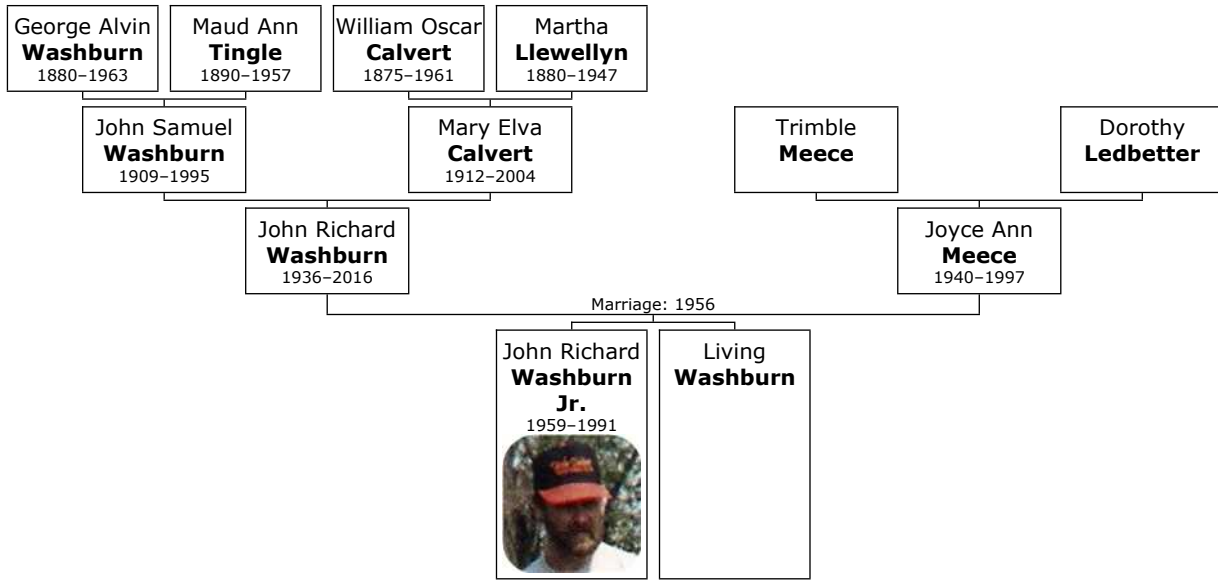 George Alvin
Washburn
1880–1963
Maud Ann
Tingle
1890–1957
William Oscar
Calvert
1875–1961
Martha
Llewellyn
1880–1947
John Samuel
Washburn
1909–1995
Mary Elva
Calvert
1912–2004
Trimble
Meece
Dorothy
Ledbetter
John Richard
Washburn
1936–2016
Joyce Ann
Meece
1940–1997
Marriage: 1956
John Richard
Washburn
Jr.
1959–1991
Living
Washburn